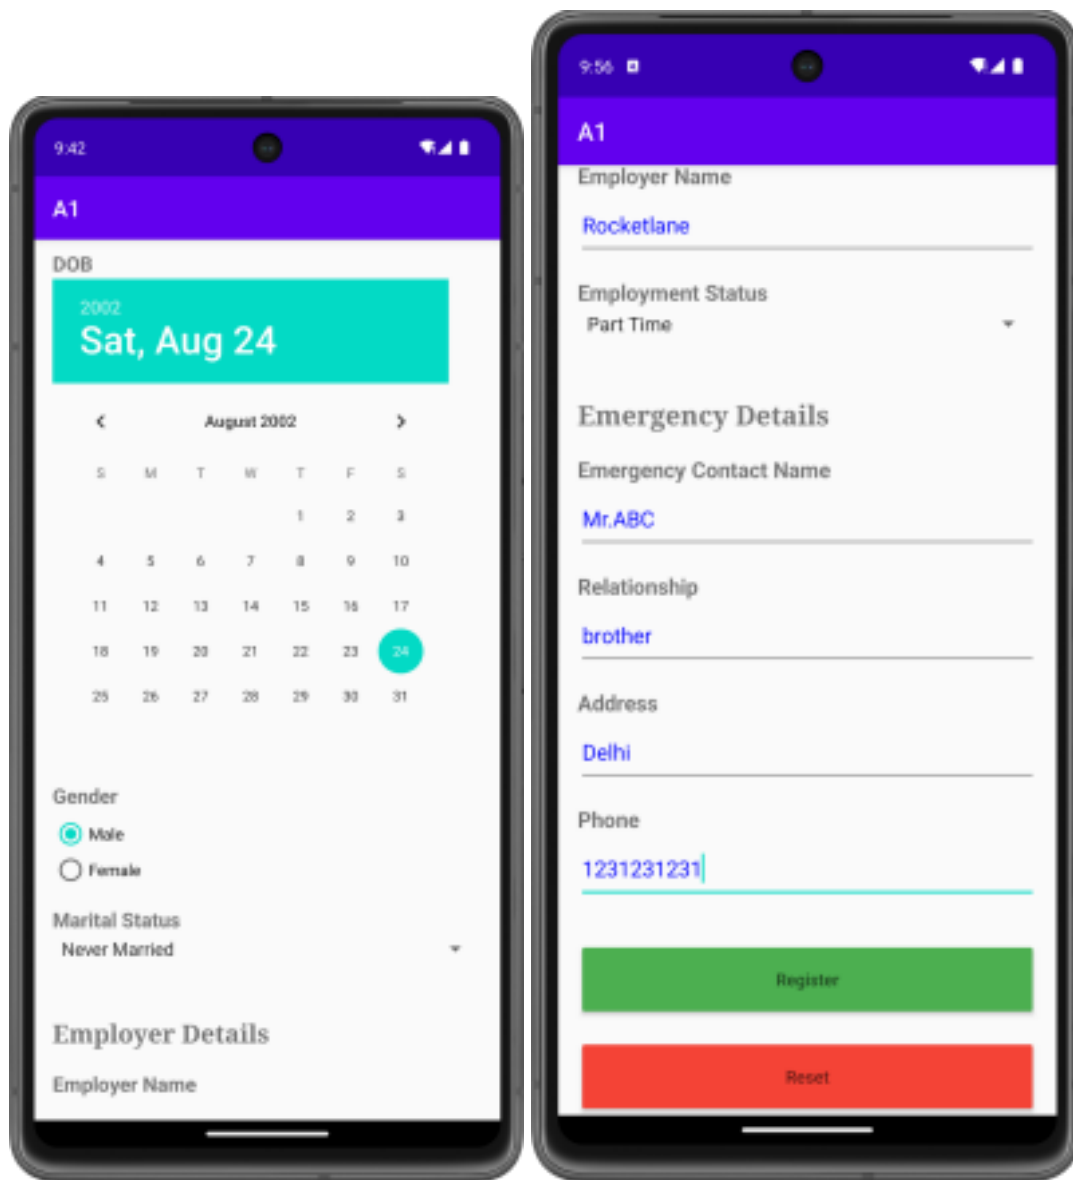 9:42
A1
DOB
2002
Sat, Aug 24
August 2002
S M T W T F S
1 2 3
4 5 6 7 8 9 10
11 12 13 14 15 16 17
18 19 20 21 22 23 24
25 26 27 28 29 30 31
Gender
Male
Female
Marital Status
Never Married
Employer Details
Employer Name
9:56
A1
Employer Name
Rocketlane
Employment Status
Part Time
Emergency Details
Emergency Contact Name
Mr.ABC
Relationship
brother
Address
Delhi
Phone
1231231231
Register
Reset